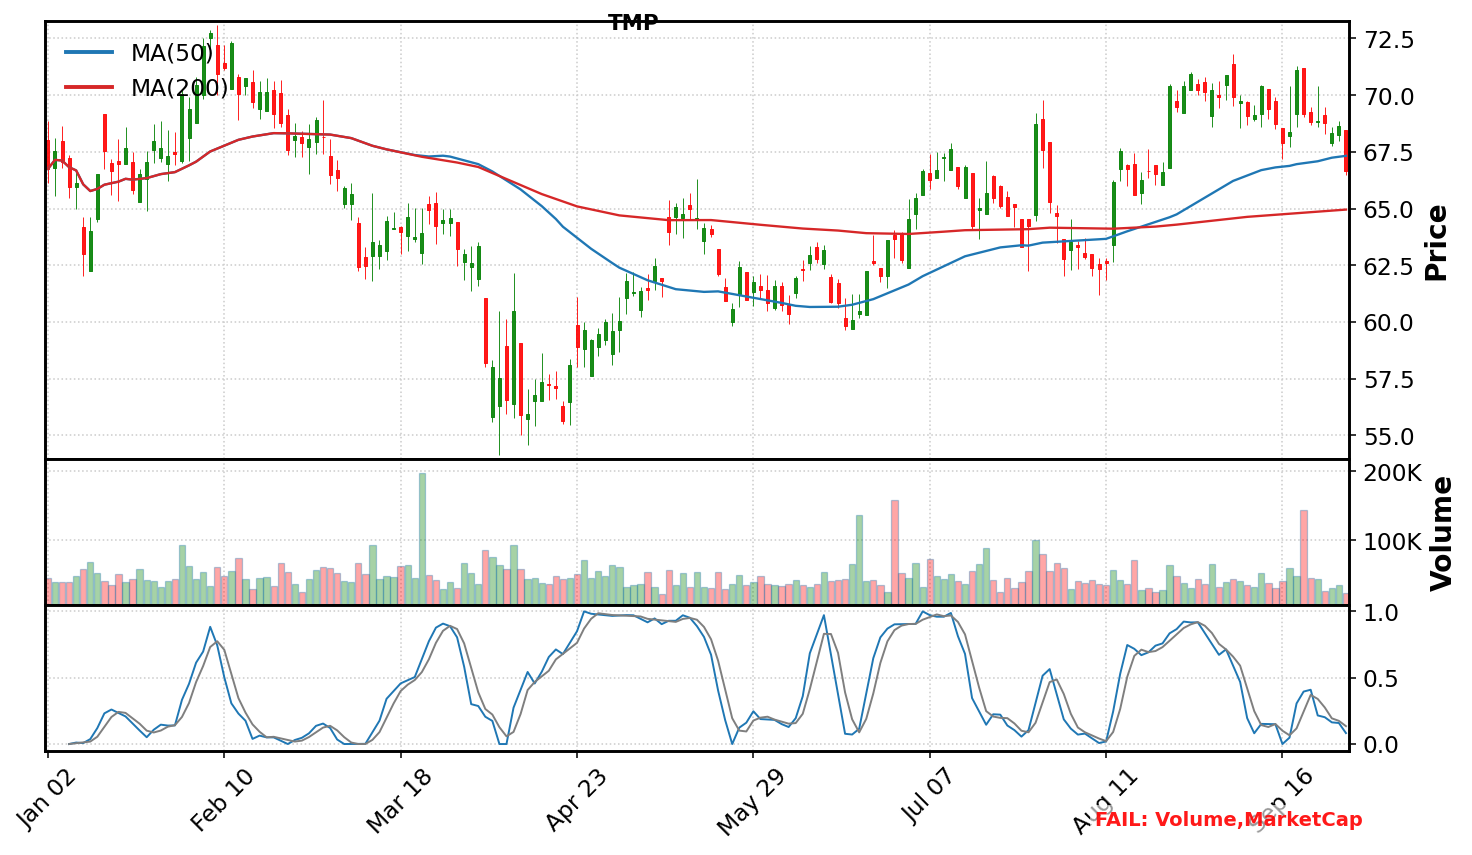 TMP
MA(50)
MA(200)
72.5
70.0
67.5
65.0
62.5
60.0
57.5
55.0
Price
200K
100K
Volume
1.0
0.5
0.0
Jan 02
Feb 10
Mar 18
Apr 23
May 29
Jul 07
Aug 11
Sep 16
FAIL: Volume,MarketCap